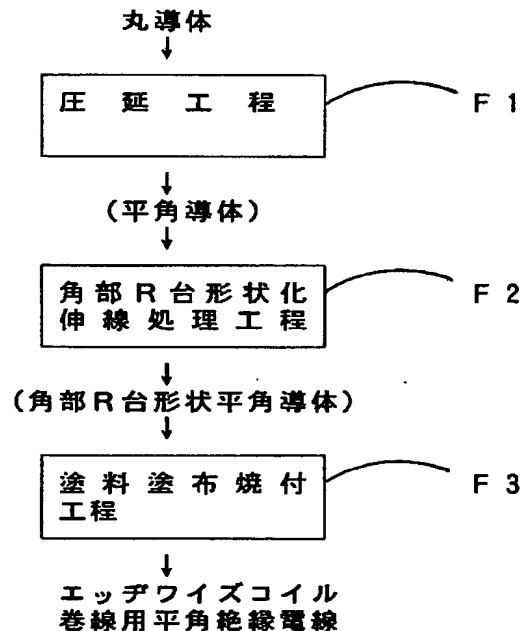 丸導体
圧延工程
F1
(平角導体)
角部R台形状化
伸線処理工程
F2
(角部R台形状平角導体)
塗料塗布焼付
工程
F3
エッヂワイズコイル
巻線用平角絶縁電線